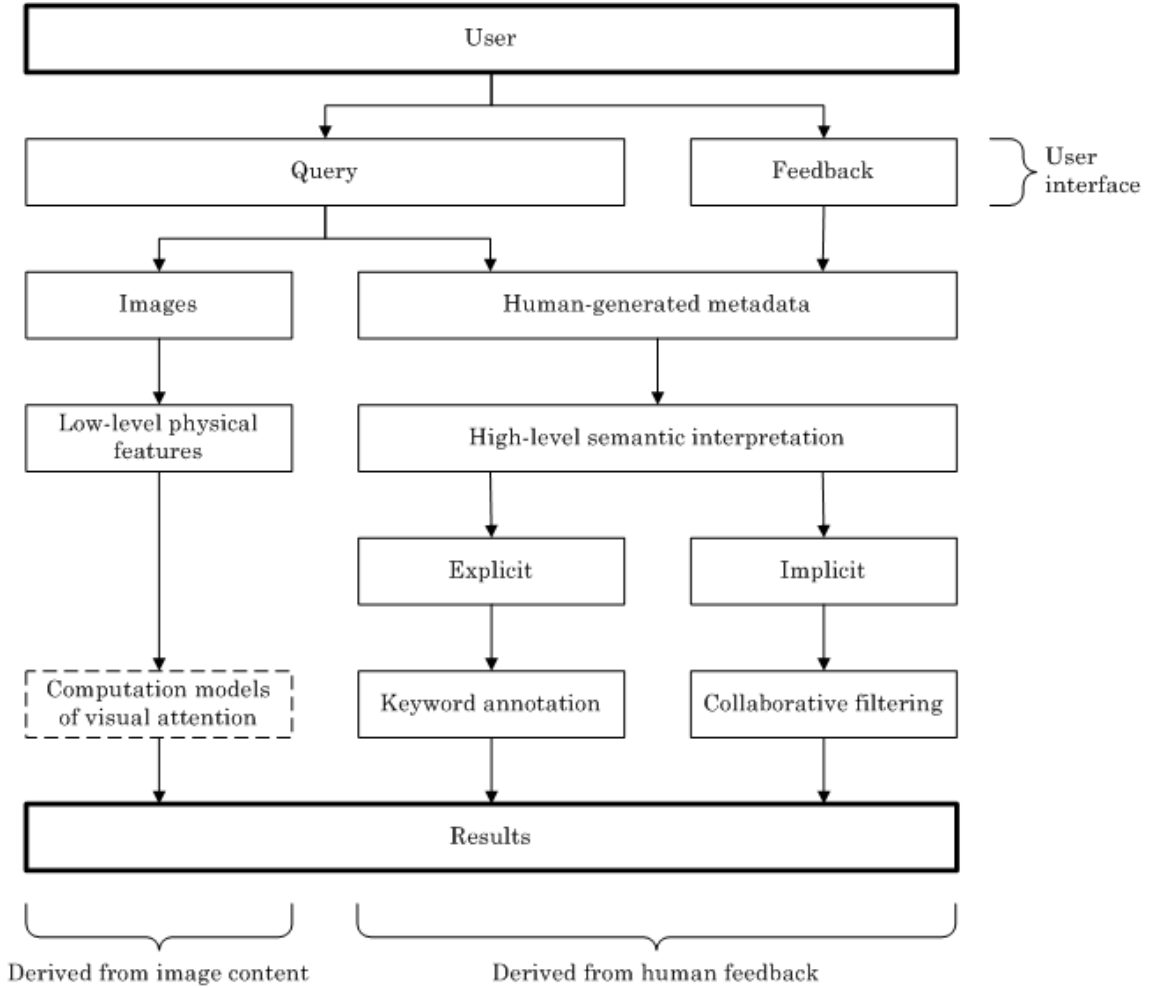 User
Query
Feedback
User
interface
Images
Human-generated metadada
Low-level physical
features
High-level semantic interpretation
Explicit
Implicit
Computation models
of visual attention
Keyword annotation
Collaborative filtering
Results
Derived from image content
Derived from human feedback